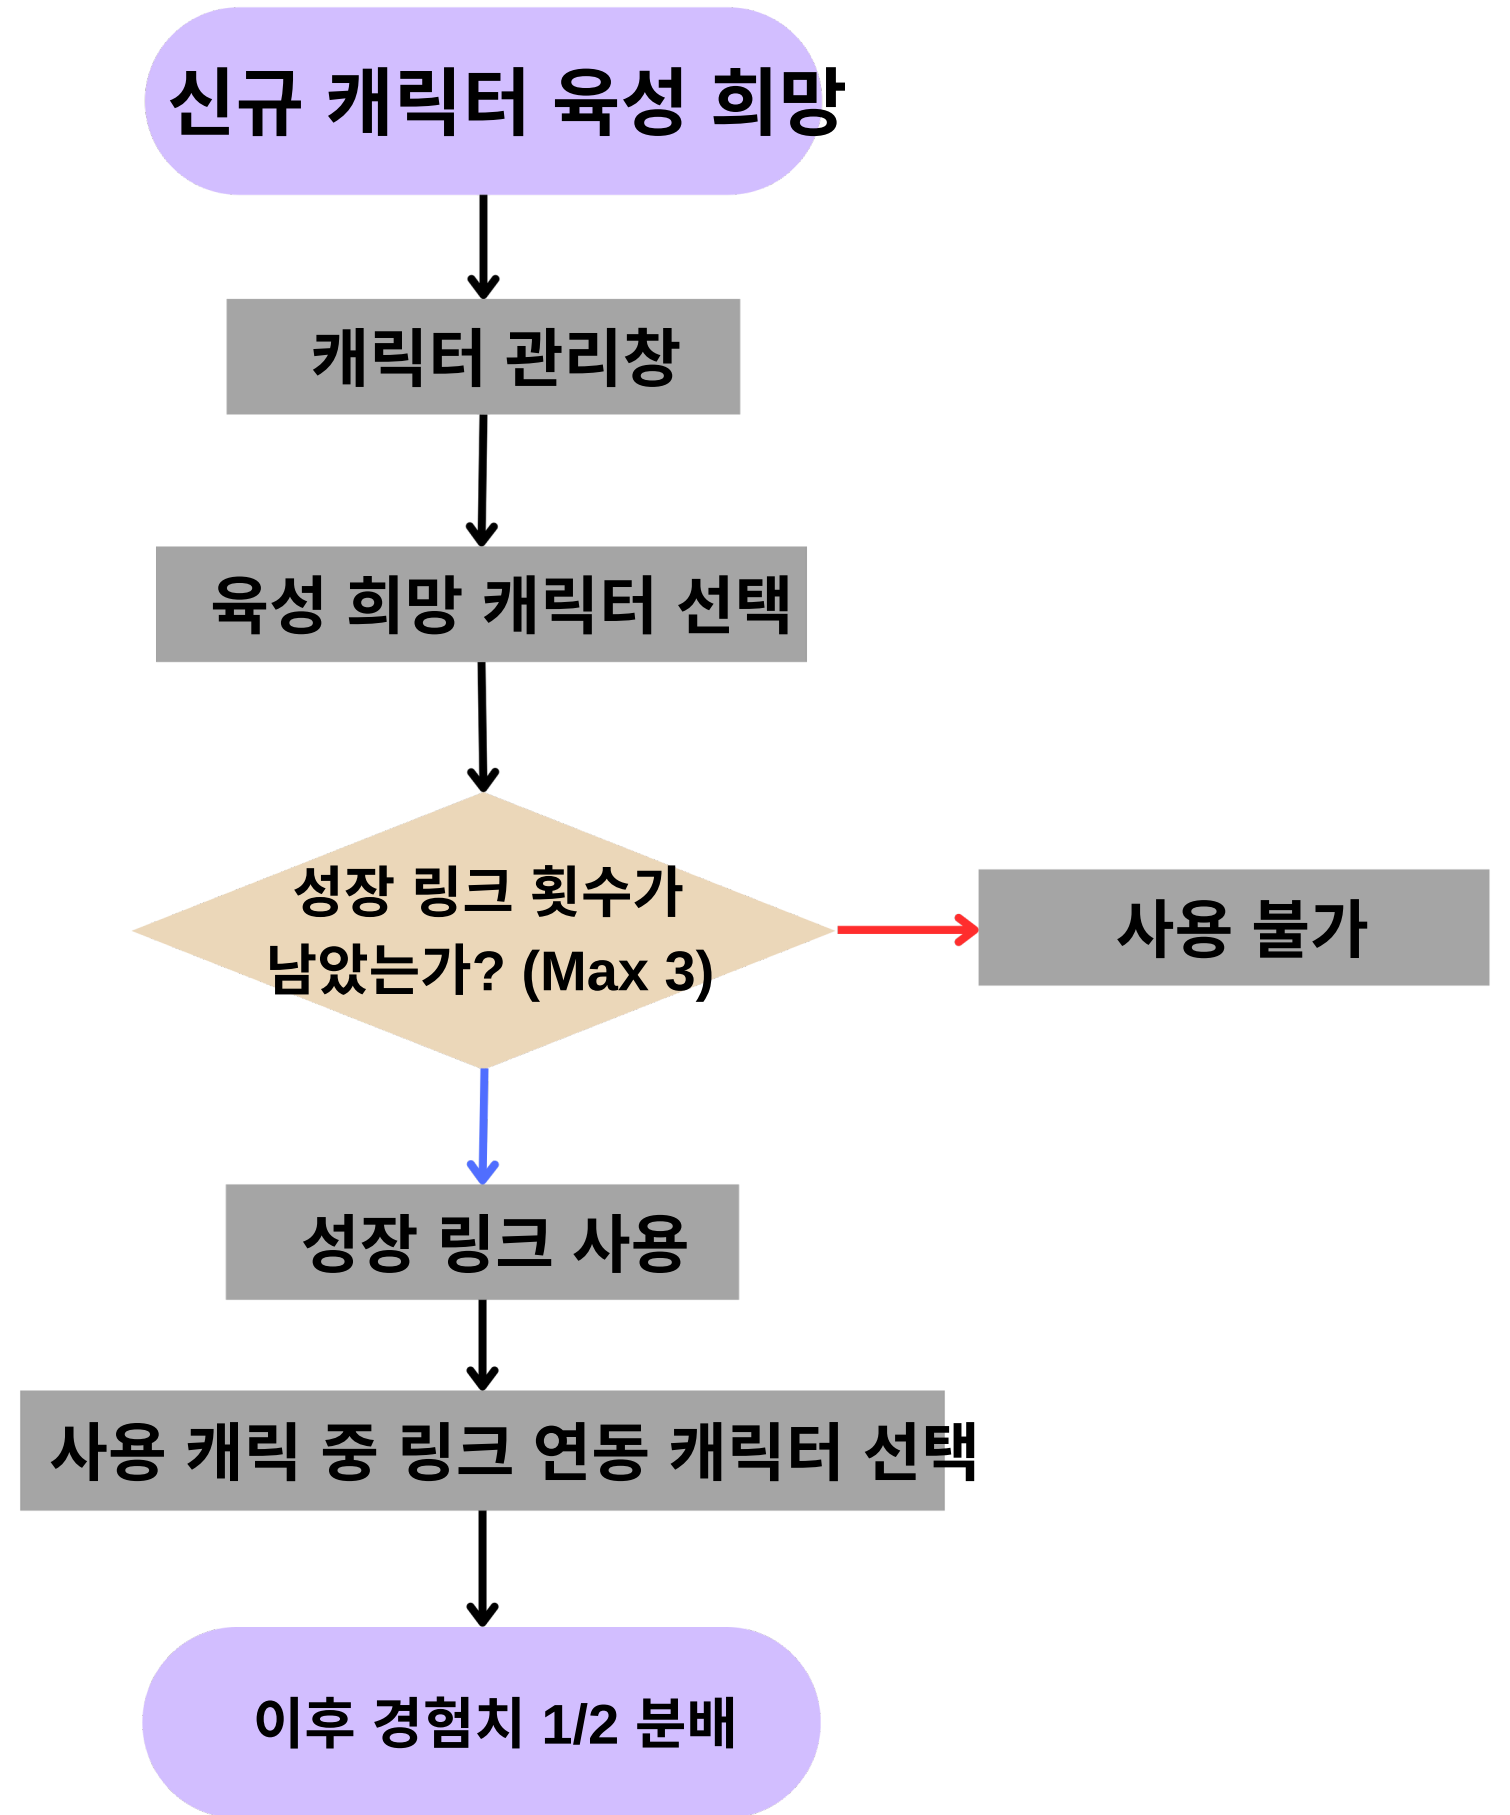 신규 캐릭터 육성 희망
캐릭터 관리창
육성 희망 캐릭터 선택
성장 링크 횟수가
남았는가? (Max 3)
사용 불가
성장 링크 사용
사용 캐릭 중 링크 연동 캐릭터 선택
이후 경험치 1/2 분배